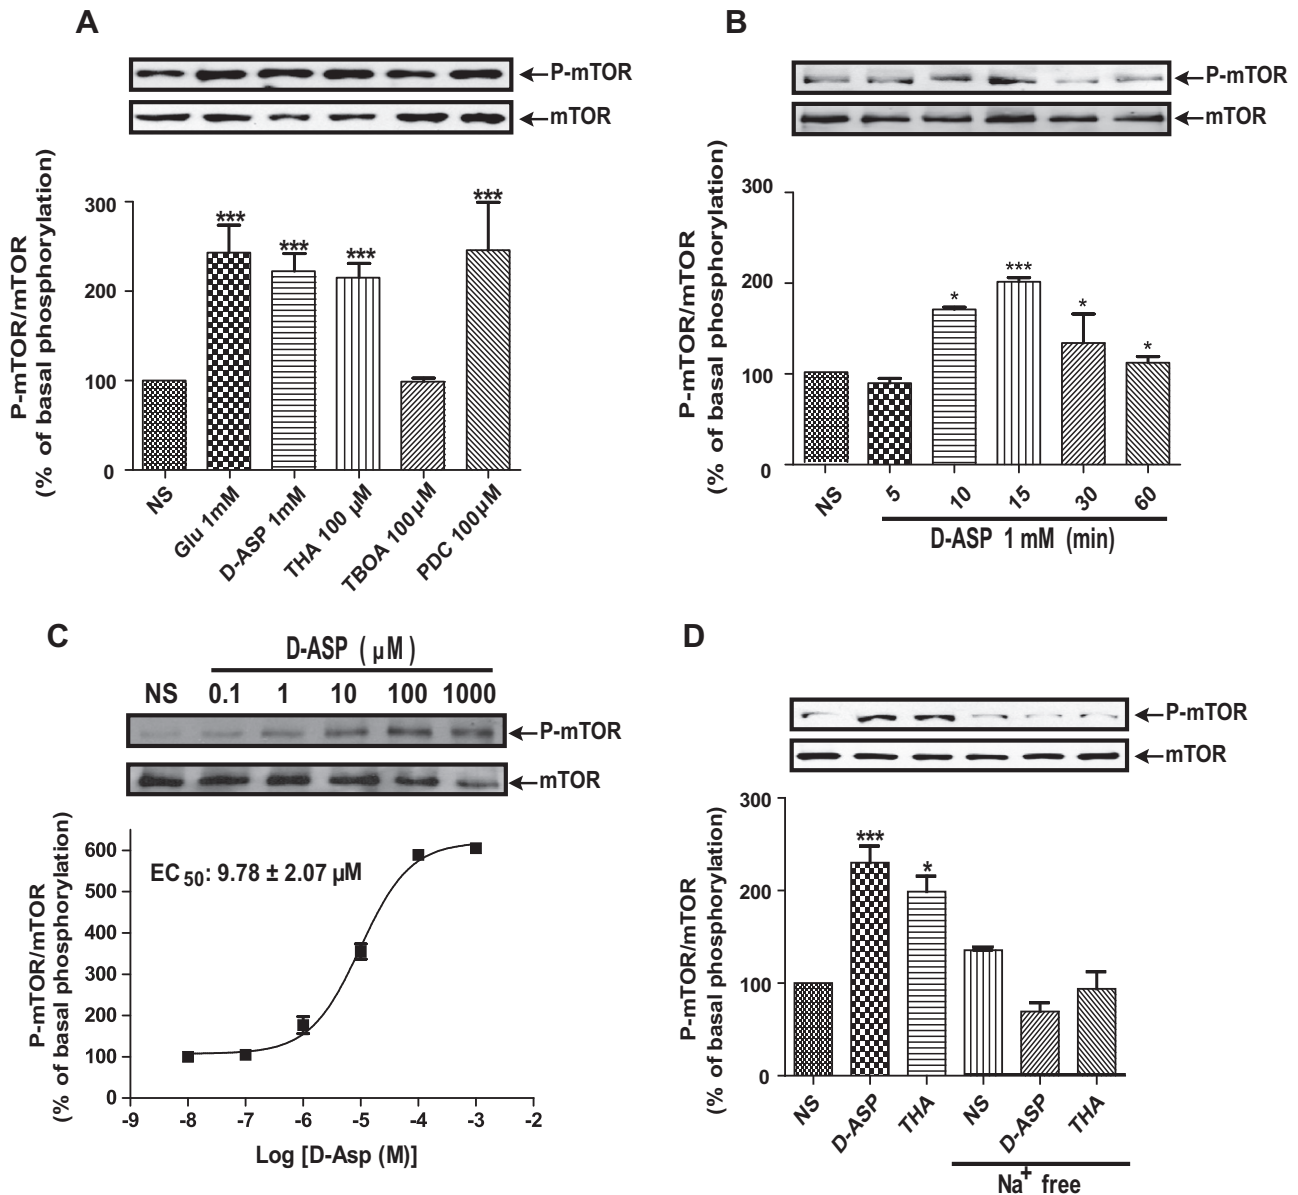 A
P-mTOR
mTOR
P-mTOR/mTOR
(% of basal phosphorylation)
300
200
100
0
***
***
***
***
NS
Glu 1mM
D-ASP 1mM
THA 100 µM
TBOA 100µM
PDC 100µM
B
P-mTOR
mTOR
P-mTOR/mTOR
(% of basal phosphorylation)
300
200
100
0
*
***
*
*
NS
5
10
15
30
60
D-ASP 1 mM (min)
C
D-ASP ( µM )
NS 0.1 1 10 100 1000
P-mTOR
mTOR
P-mTOR/mTOR
(% of basal phosphorylation)
600
500
400
300
200
100
0
EC50: 9.78 ± 2.07 µM
-9 -8 -7 -6 -5 -4 -3 -2
Log [D-Asp (M)]
D
P-mTOR
mTOR
P-mTOR/mTOR
(% of basal phosphorylation)
300
200
100
0
***
*
NS
D-ASP
THA
NS
D-ASP
THA
Na+ free